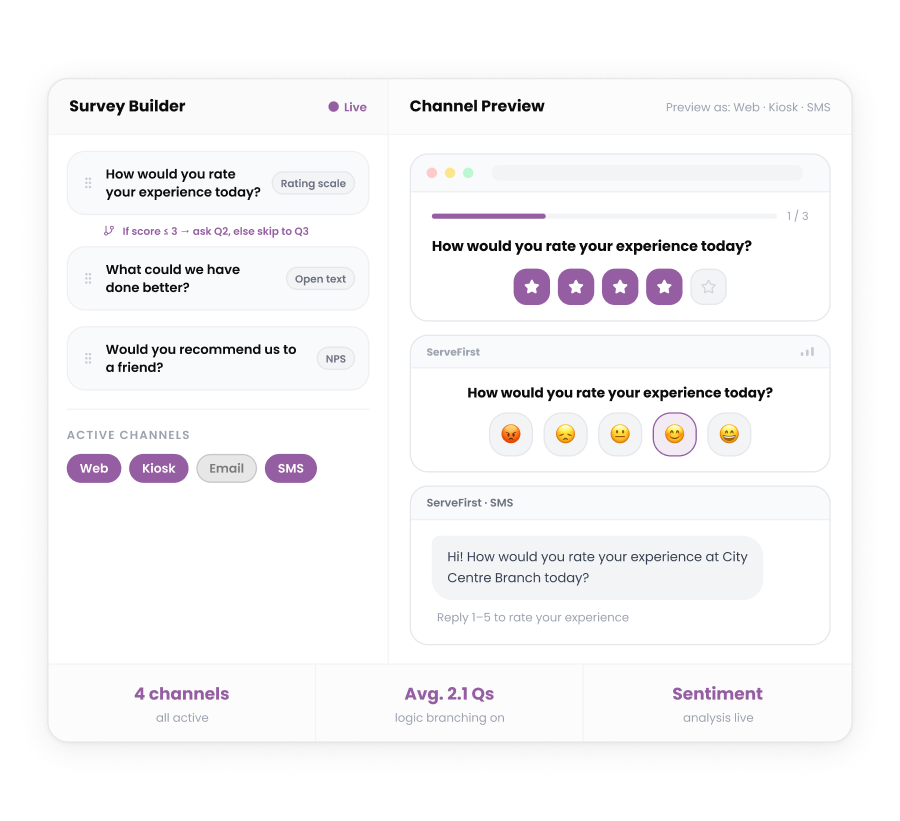 Survey Builder
Live
How would you rate
your experience today?
Rating scale
If score ≤ 3 → ask Q2, else skip to Q3
What could we have
done better?
Open text
Would you recommend us to
a friend?
NPS
ACTIVE CHANNELS
Web
Kiosk
Email
SMS
Channel Preview
Preview as: Web · Kiosk · SMS
1 / 3
How would you rate your experience today?
ServeFirst
How would you rate your experience today?
ServeFirst · SMS
Hi! How would you rate your experience at City
Centre Branch today?
Reply 1–5 to rate your experience
4 channels
all active
Avg. 2.1 Qs
logic branching on
Sentiment
analysis live